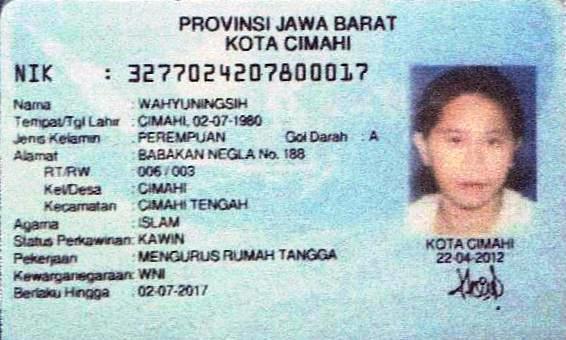 PROVINSI JAWA BARAT
KOTA CIMAHI
NIK : 3277024207800017
Nama : WAHYUNINGSIH
Tempat/Tgl Lahir : CIMAHI, 02-07-1980
Jenis Kelamin : PEREMPUAN Gol Darah : A
Alamat : BABAKAN NEGLA No. 188
RT/RW : 006 / 003
Kel/Desa : CIMAHI
Kecamatan : CIMAHI TENGAH
Agama : ISLAM
Status Perkawinan: KAWIN
Pekerjaan : MENGURUS RUMAH TANGGA
Kewarganegaraan: WNI
Berlaku Hingga : 02-07-2017
KOTA CIMAHI
22-04-2012